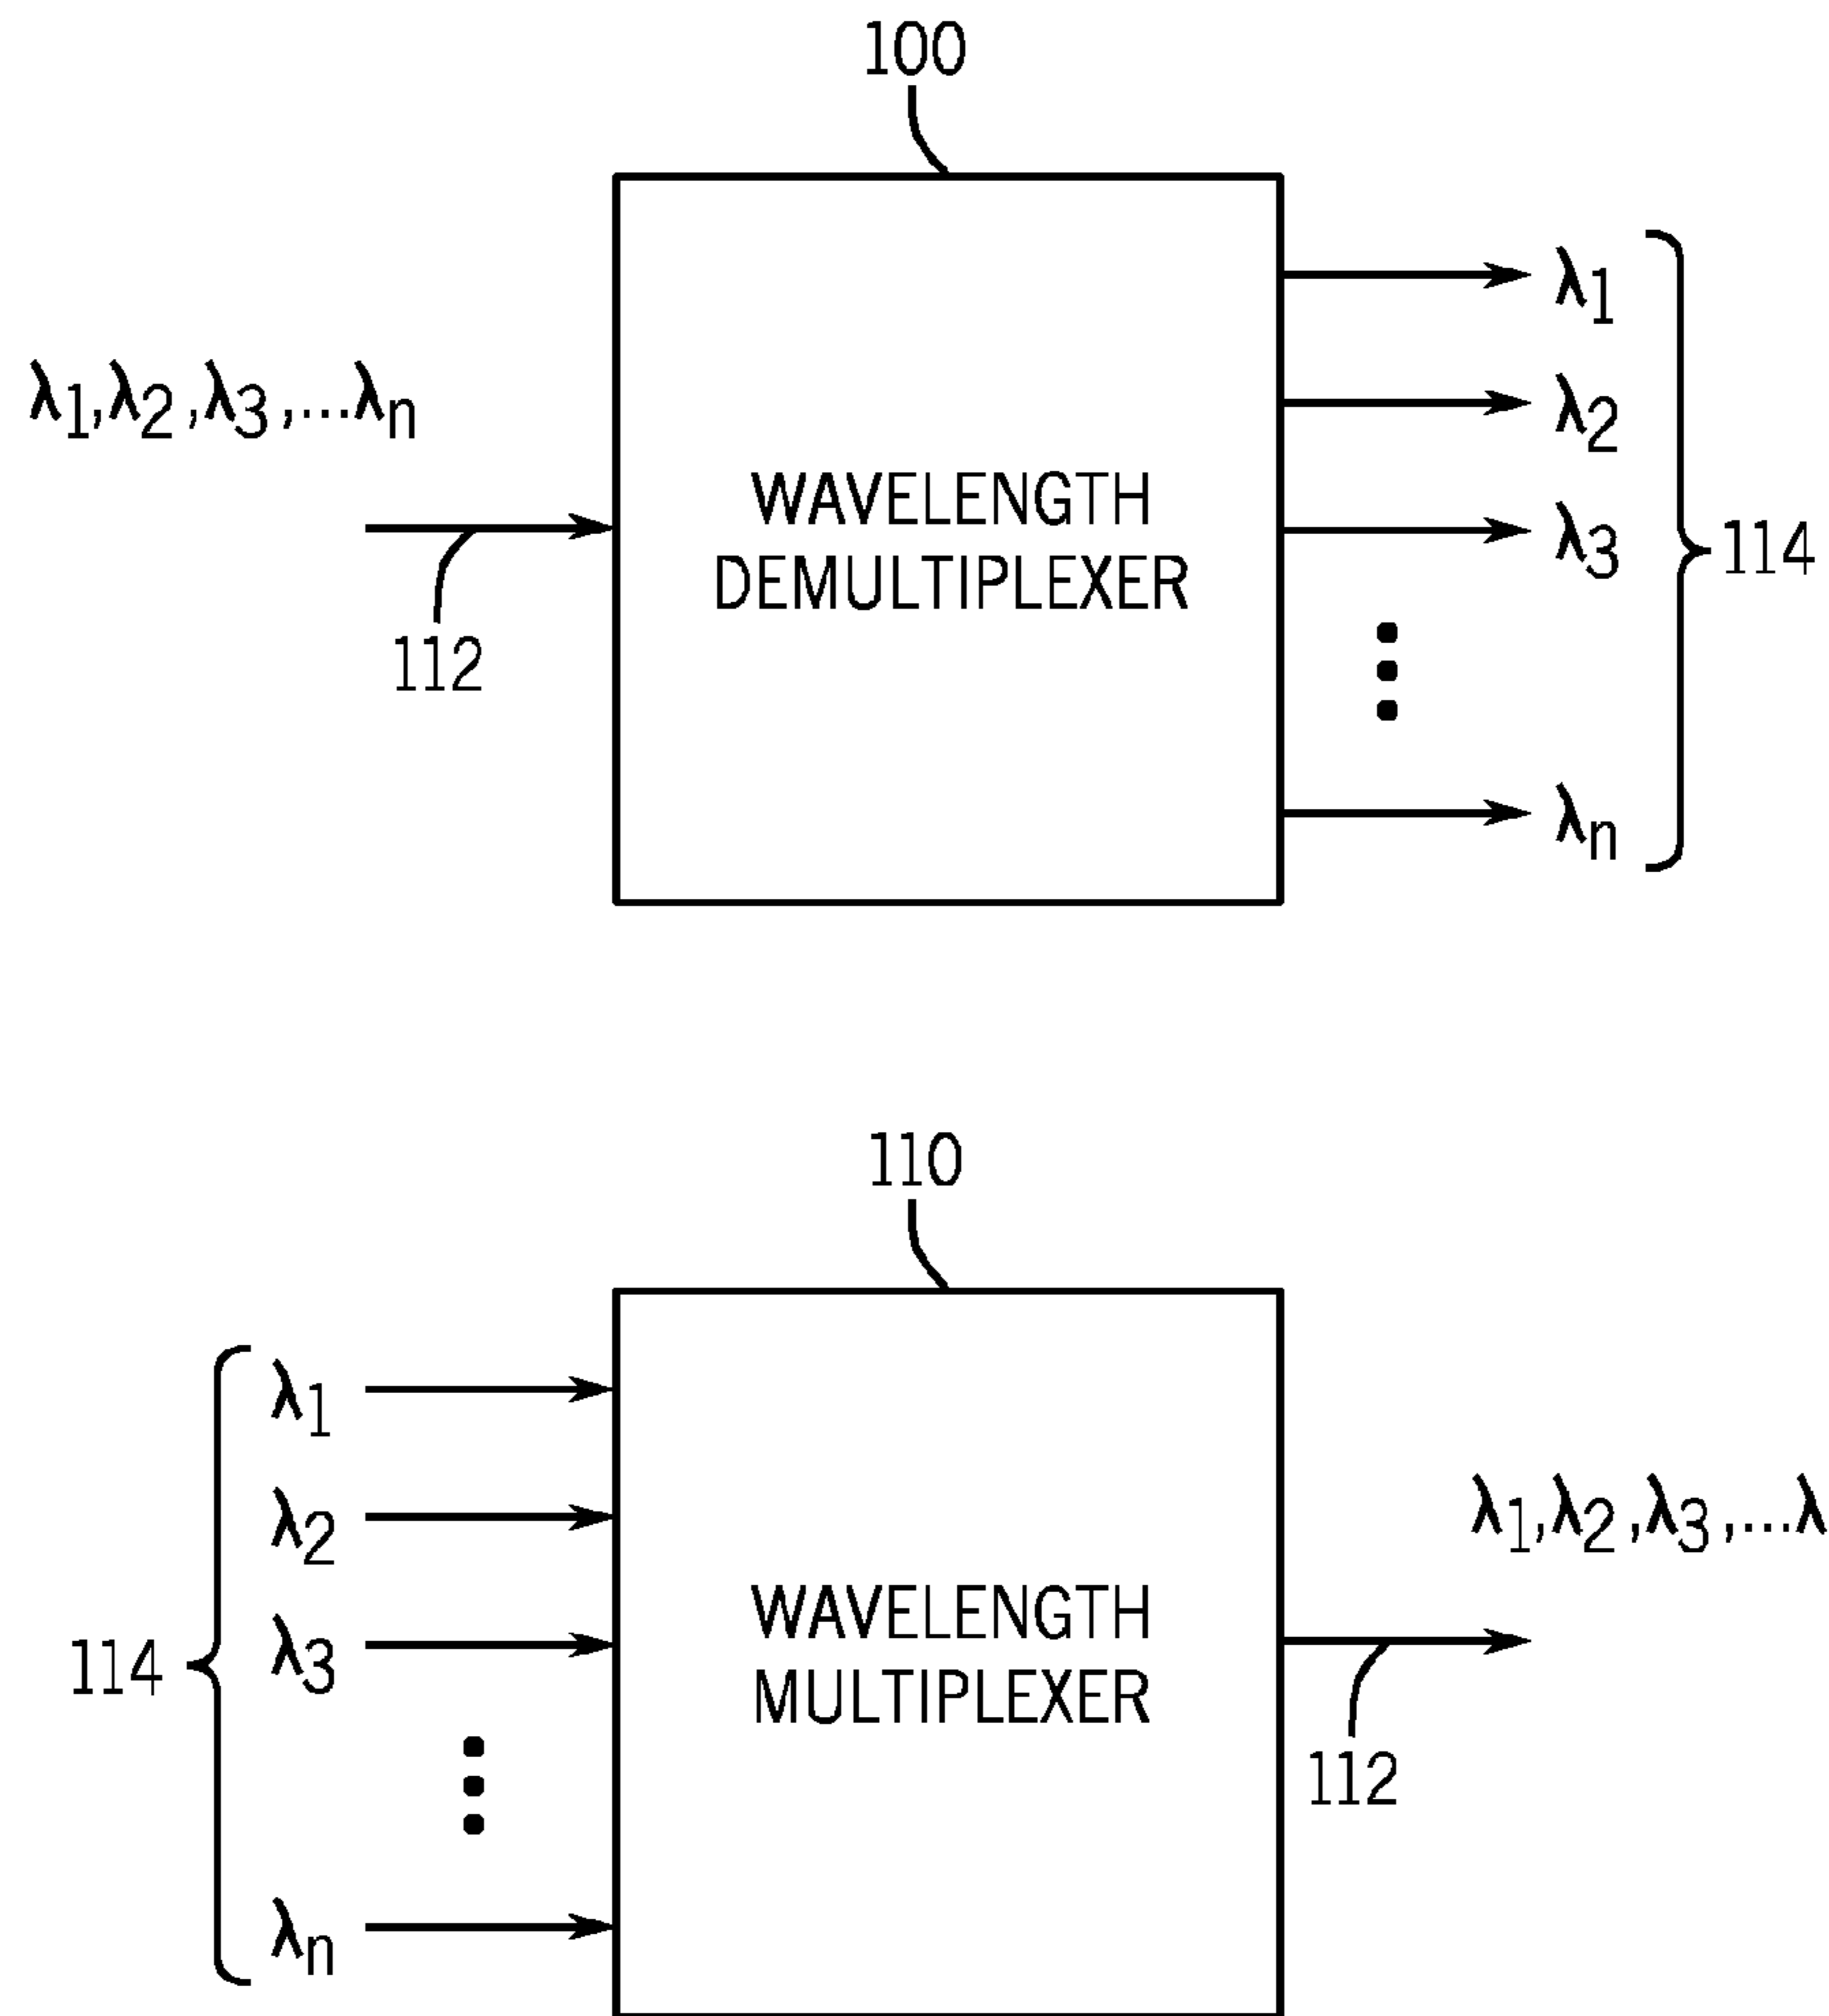 100
λ1
λ1,λ2,λ3,...λn
λ2
WAVELENGTH
DEMULTIPLEXER
λ3
114
112
λn
110
λ1
λ2
λ1,λ2,λ3,...λ
λ3
114
WAVELENGTH
MULTIPLEXER
112
λn